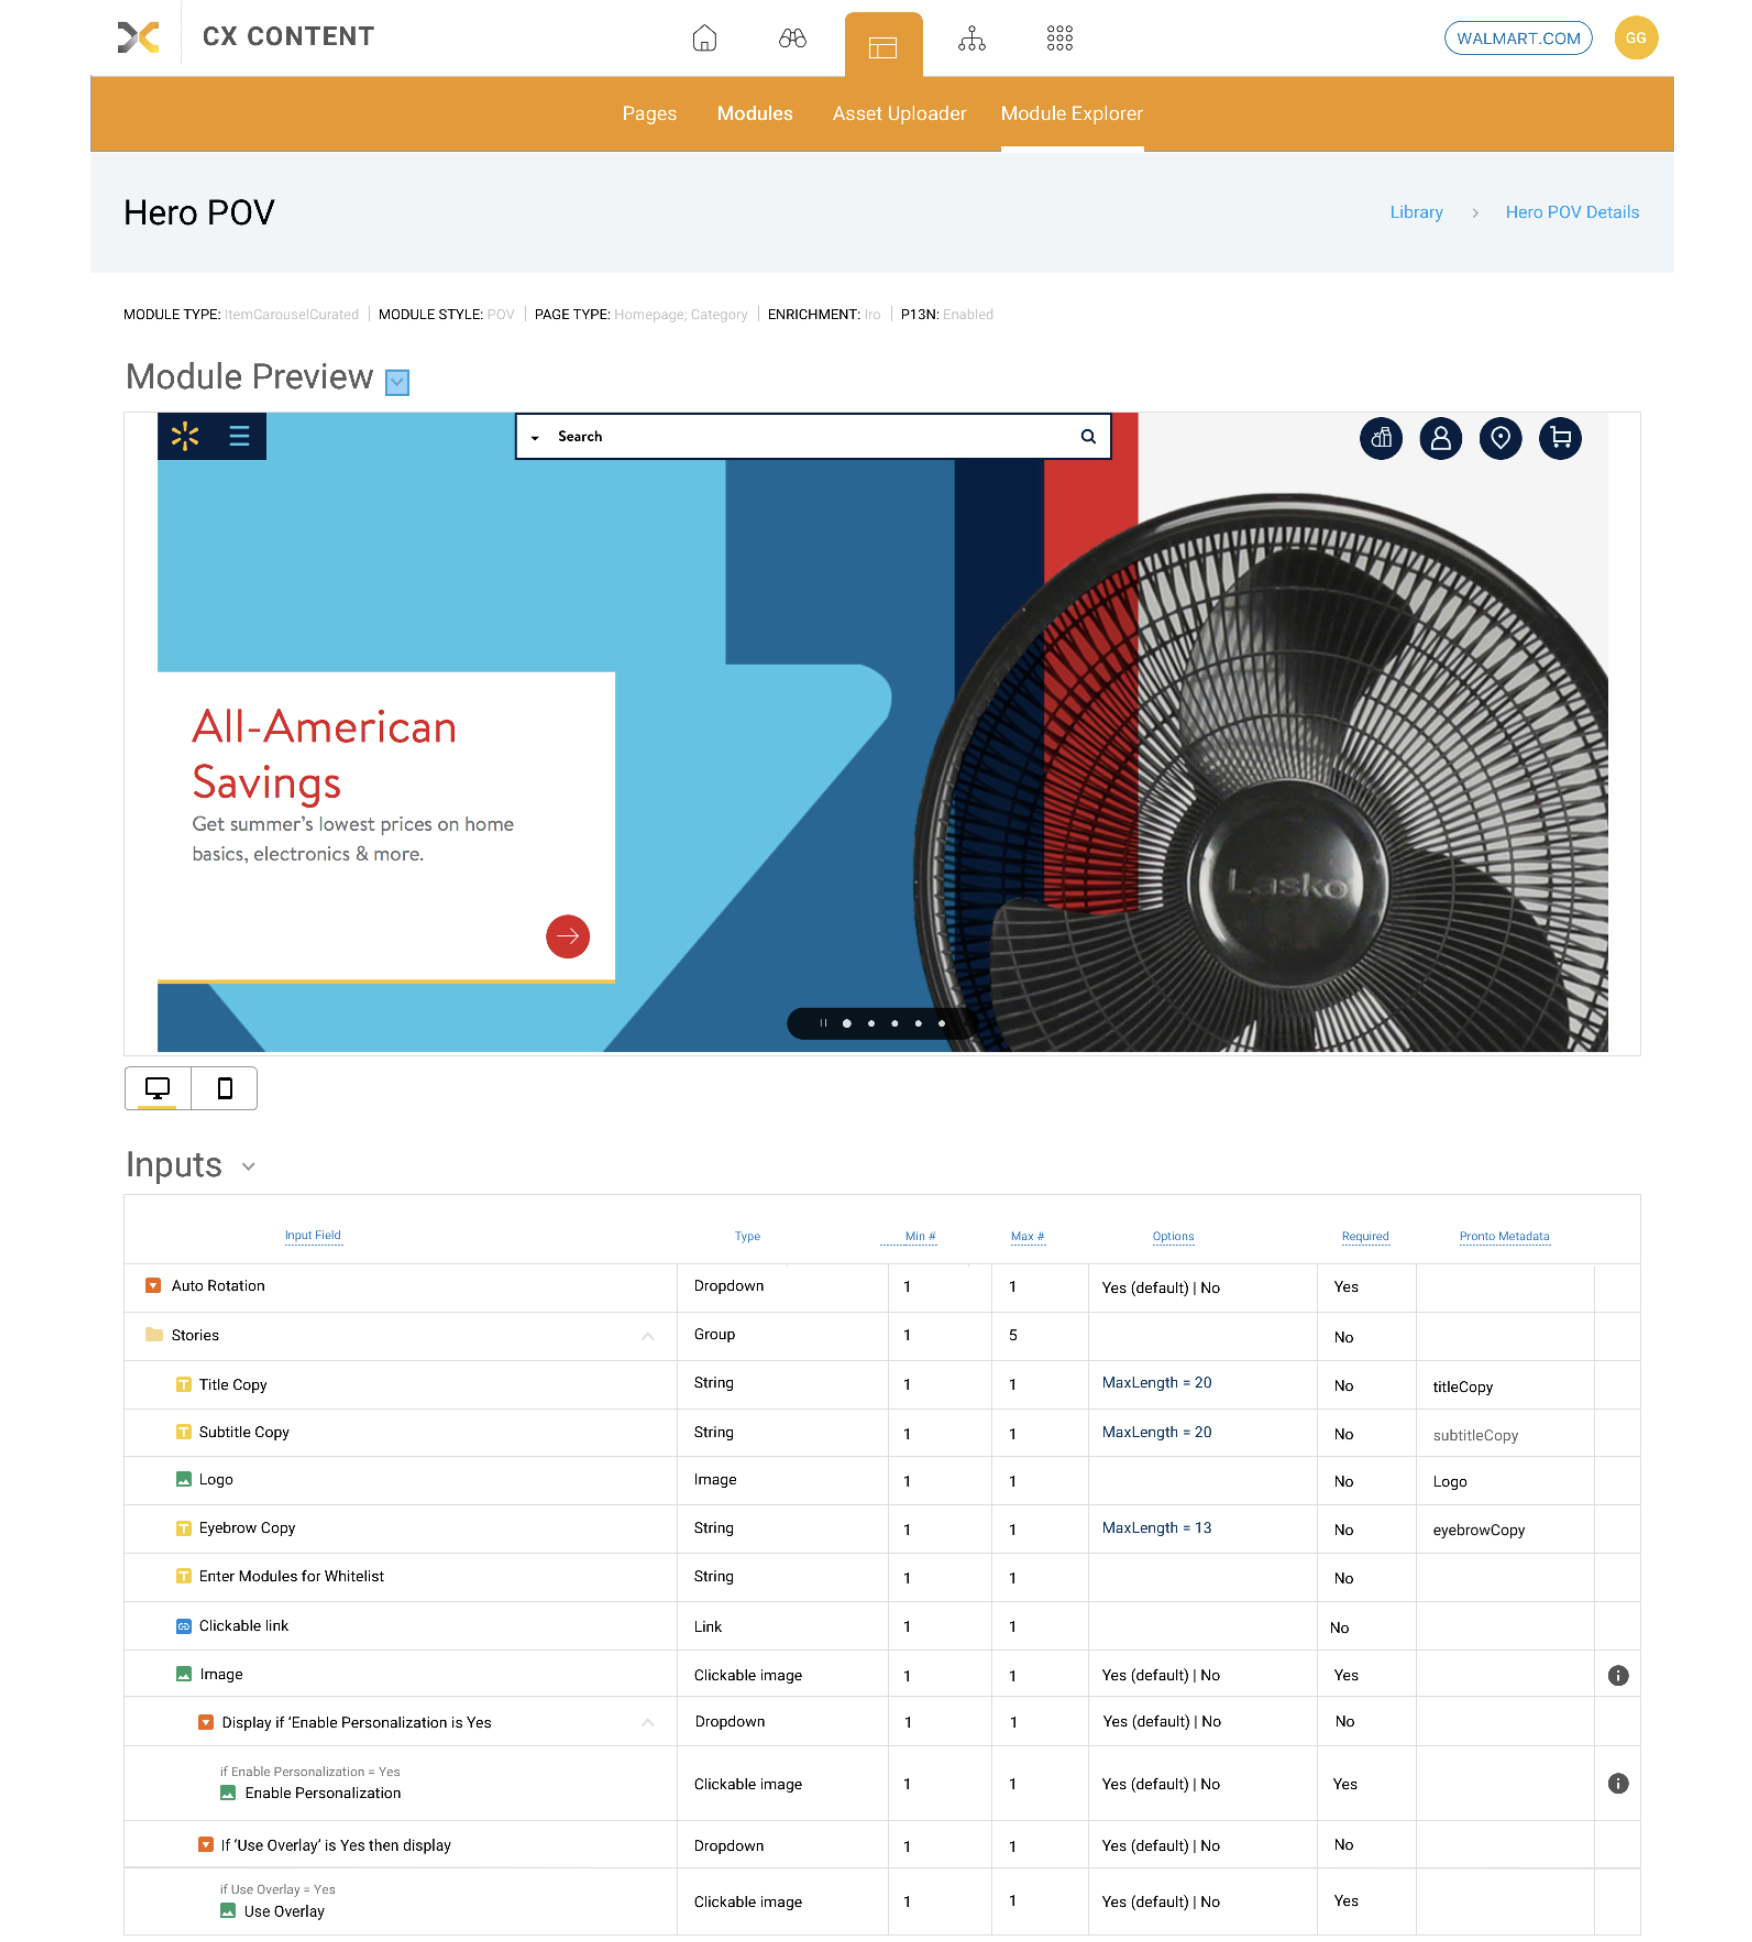 CX CONTENT
WALMART.COM
GG
Pages Modules Asset Uploader Module Explorer
Hero POV
Library > Hero POV Details
MODULE TYPE: ItemCarouselCurated | MODULE STYLE: POV | PAGE TYPE: Homepage; Category | ENRICHMENT: Iro | P13N: Enabled
Module Preview
Search
All-American
Savings
Get summer's lowest prices on home
basics, electronics & more.
Lasko
Inputs
Input Field Type Min # Max # Options Required Pronto Metadata
Auto Rotation Dropdown 1 1 Yes (default) | No Yes
Stories Group 1 5 No
Title Copy String 1 1 MaxLength = 20 No titleCopy
Subtitle Copy String 1 1 MaxLength = 20 No subtitleCopy
Logo Image 1 1 No Logo
Eyebrow Copy String 1 1 MaxLength = 13 No eyebrowCopy
Enter Modules for Whitelist String 1 1 No
Clickable link Link 1 1 No
Image Clickable image 1 1 Yes (default) | No Yes
Display if ‘Enable Personalization is Yes Dropdown 1 1 Yes (default) | No No
if Enable Personalization = Yes
Enable Personalization Clickable image 1 1 Yes (default) | No Yes
If ‘Use Overlay’ is Yes then display Dropdown 1 1 Yes (default) | No No
if Use Overlay = Yes
Use Overlay Clickable image 1 1 Yes (default) | No Yes